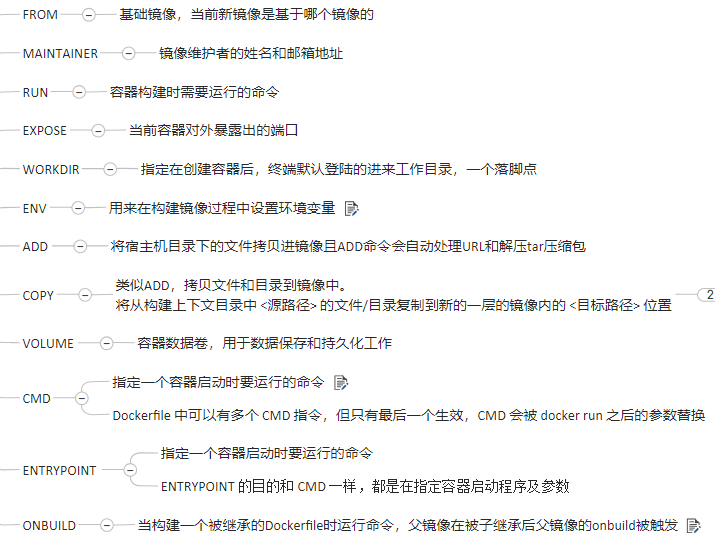 FROM 基础镜像，当前新镜像是基于哪个镜像的
MAINTAINER 镜像维护者的姓名和邮箱地址
RUN 容器构建时需要运行的命令
EXPOSE 当前容器对外暴露出的端口
WORKDIR 指定在创建容器后，终端默认登陆的进来工作目录，一个落脚点
ENV 用来在构建镜像过程中设置环境变量
ADD 将宿主机目录下的文件拷贝进镜像且ADD命令会自动处理URL和解压tar压缩包
COPY 类似ADD，拷贝文件和目录到镜像中。
将从构建上下文目录中 <源路径> 的文件/目录复制到新的一层的镜像内的 <目标路径> 位置 2
VOLUME 容器数据卷，用于数据保存和持久化工作
CMD 指定一个容器启动时要运行的命令
Dockerfile 中可以有多个 CMD 指令，但只有最后一个生效，CMD 会被 docker run 之后的参数替换
ENTRYPOINT 指定一个容器启动时要运行的命令
ENTRYPOINT 的目的和 CMD 一样，都是在指定容器启动程序及参数
ONBUILD 当构建一个被继承的Dockerfile时运行命令，父镜像在被子继承后父镜像的onbuild被触发